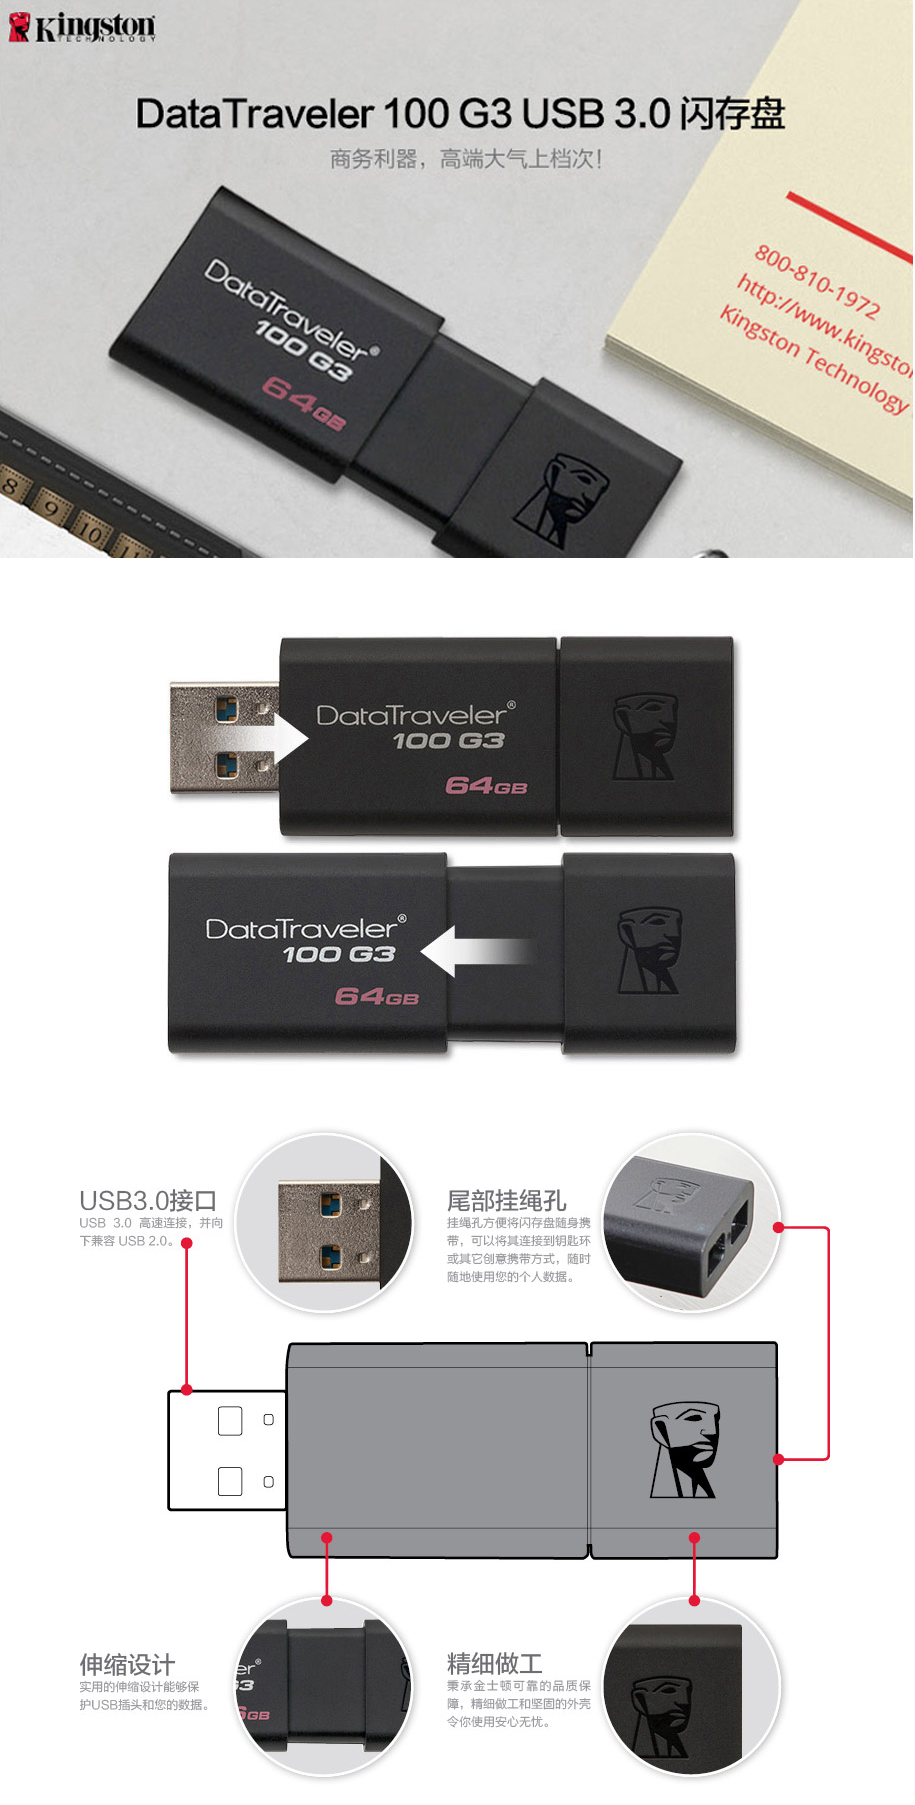 Kingston
TECHNOLOGY
DataTraveler 100 G3 USB 3.0 闪存盘
商务利器，高端大气上档次！
DataTraveler®
100 G3
64GB
800-810-1972
http://www.kingsto
Kingston Technology
8 9 10 11
DataTraveler®
100 G3
64GB
DataTraveler®
100 G3
64GB
USB3.0接口
USB 3.0 高速连接，并向
下兼容 USB 2.0。
尾部挂绳孔
挂绳孔方便将闪存盘随身携
带，可以将其连接到钥匙环
或其它创意携带方式，随时
随地使用您的个人数据。
伸缩设计
实用的伸缩设计能够保
护USB插头和您的数据。
er®
G3
6GB
精细做工
秉承金士顿可靠的品质保
障，精细做工和坚固的外壳
令你使用安心无忧。